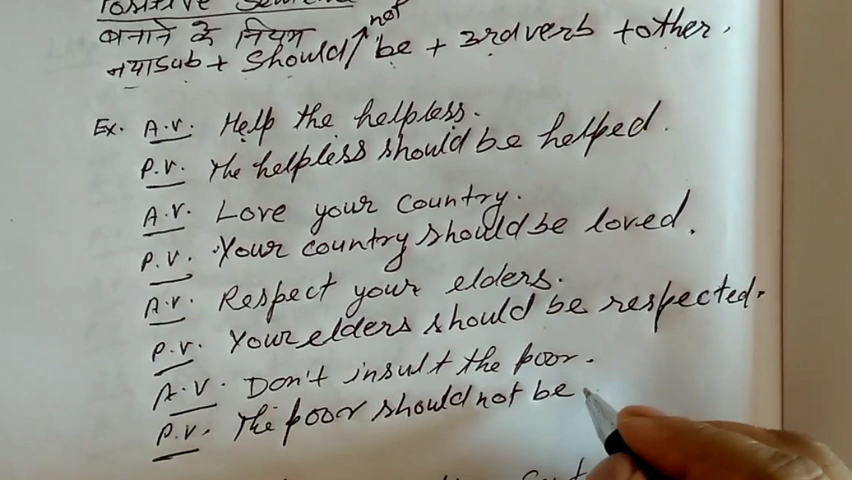 Positive Sentence
बनाने के नियम
not
नया Sub + Should be + 3rd verb + other.
Ex. A.V. Help the helpless.
P.V. The helpless should be helped.
A.V. Love your country.
P.V. Your country should be loved.
A.V. Respect your elders.
P.V. Your elders should be respected.
A.V. Don't insult the poor.
P.V. The poor should not be